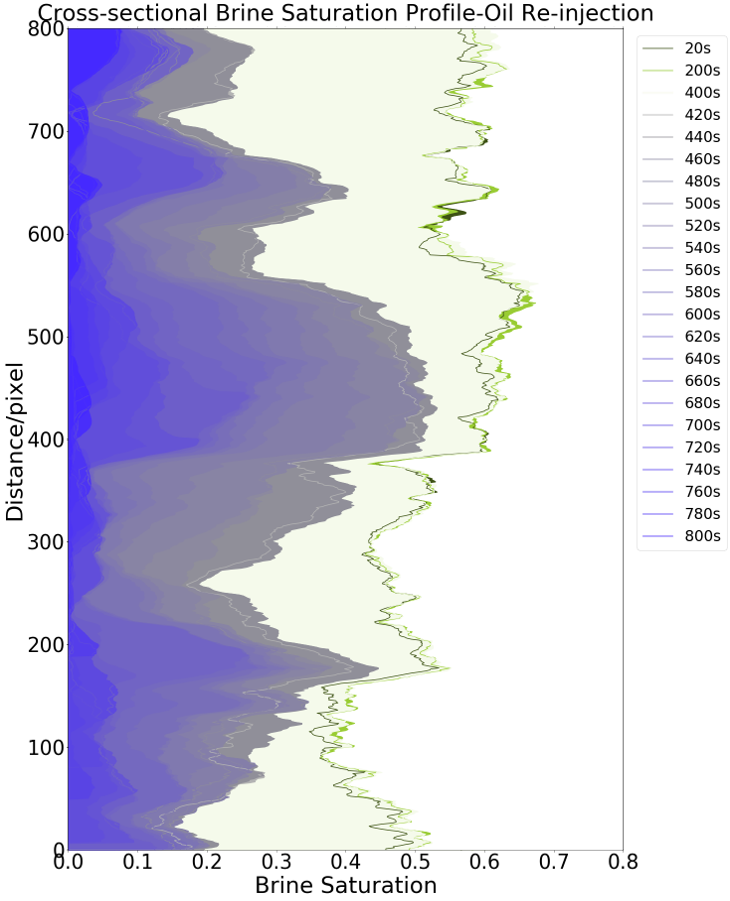 Cross-sectional Brine Saturation Profile-Oil Re-injection
800
700
600
500
400
300
200
100
0
Distance/pixel
0.0 0.1 0.2 0.3 0.4 0.5 0.6 0.7 0.8
Brine Saturation
20s
200s
400s
420s
440s
460s
480s
500s
520s
540s
560s
580s
600s
620s
640s
660s
680s
700s
720s
740s
760s
780s
800s